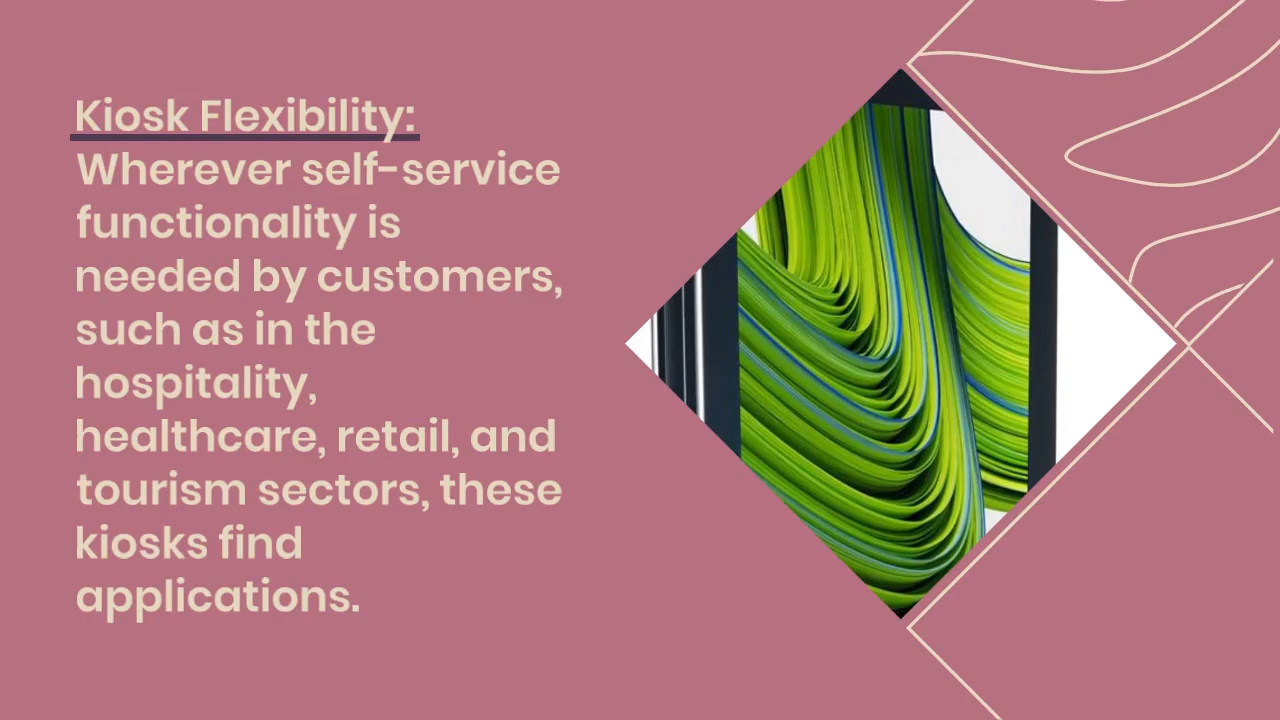 Kiosk Flexibility:
Wherever self-service
functionality is
needed by customers,
such as in the
hospitality,
healthcare, retail, and
tourism sectors, these
kiosks find
applications.